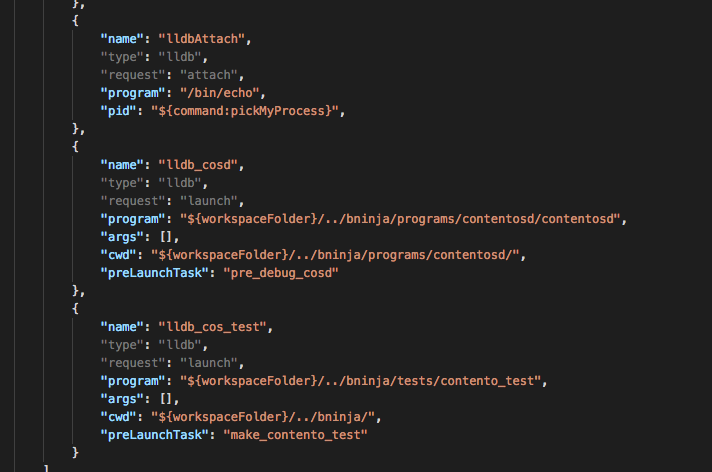 },
{
"name": "lldbAttach",
"type": "lldb",
"request": "attach",
"program": "/bin/echo",
"pid": "${command:pickMyProcess}",
},
{
"name": "lldb_cosd",
"type": "lldb",
"request": "launch",
"program": "${workspaceFolder}/../bninja/programs/contentosd/contentosd",
"args": [],
"cwd": "${workspaceFolder}/../bninja/programs/contentosd/",
"preLaunchTask": "pre_debug_cosd"
},
{
"name": "lldb_cos_test",
"type": "lldb",
"request": "launch",
"program": "${workspaceFolder}/../bninja/tests/contento_test",
"args": [],
"cwd": "${workspaceFolder}/../bninja/",
"preLaunchTask": "make_contento_test"
}
]